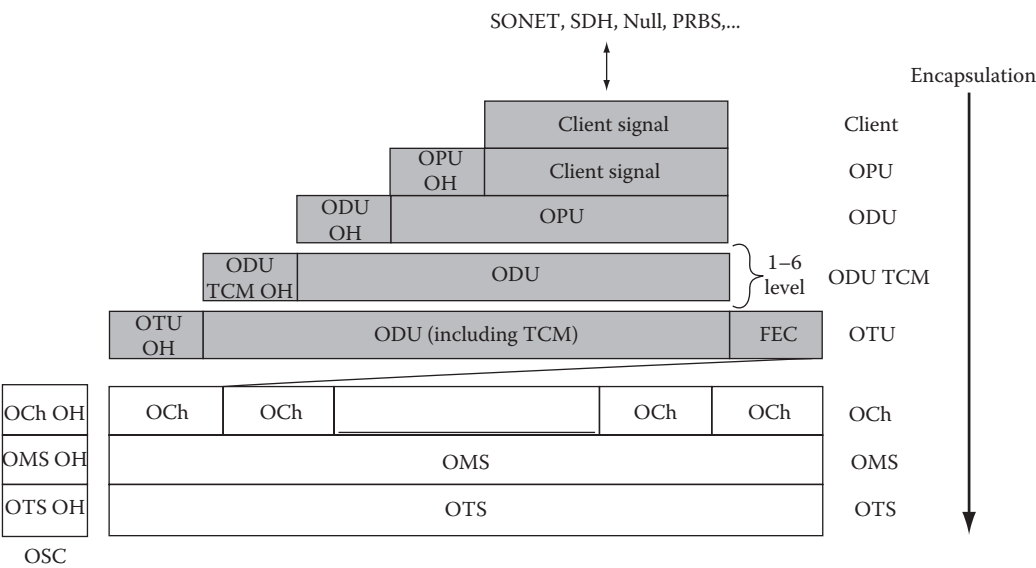 SONET, SDH, Null, PRBS,...
Encapsulation
Client signal
Client
OPU
OH
Client signal
OPU
ODU
OH
OPU
ODU
ODU
TCM OH
ODU
1–6
level
ODU TCM
OTU
OH
ODU (including TCM)
FEC
OTU
OCh OH
OCh
OCh
OCh
OCh
OCh
OMS OH
OMS
OMS
OTS OH
OTS
OTS
OSC